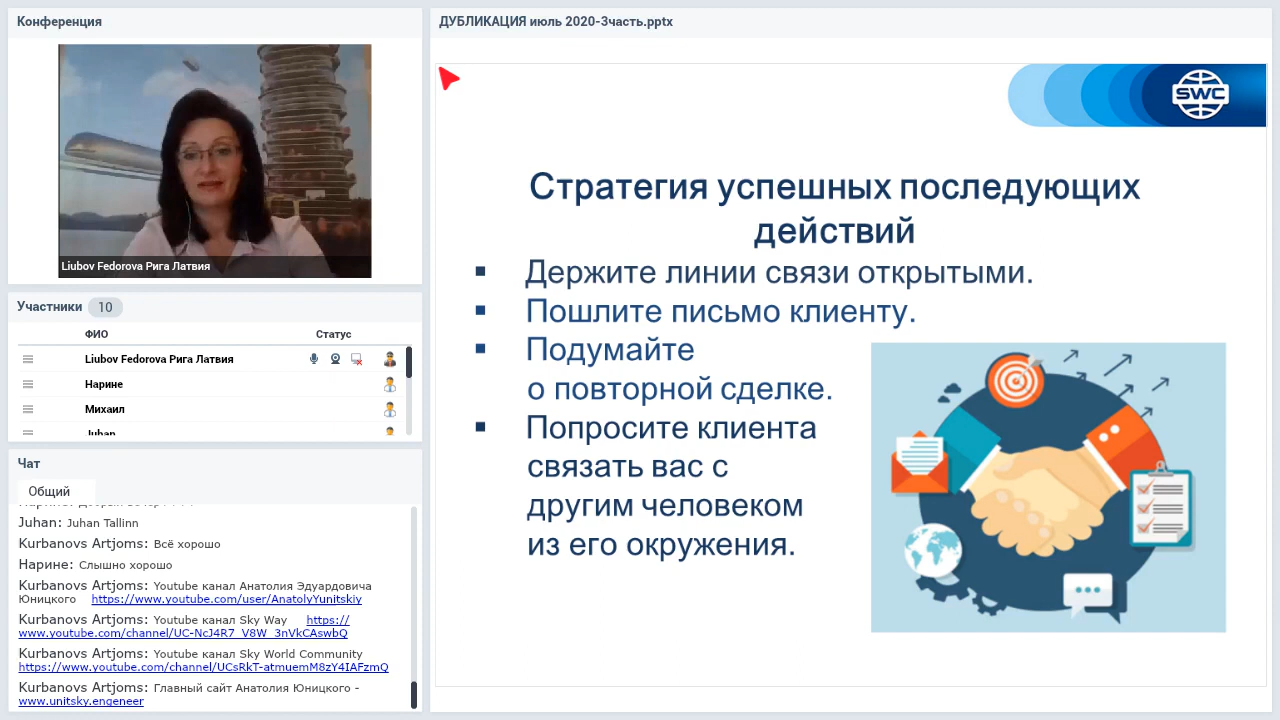 Конференция
Liubov Fedorova Рига Латвия
Участники 10
ФИО Статус
Liubov Fedorova Рига Латвия
Нарине
Михаил
Juhan
Чат
Общий
Juhan: Juhan Tallinn
Kurbanovs Artjoms: Всё хорошо
Нарине: Слышно хорошо
Kurbanovs Artjoms: Youtube канал Анатолия Эдуардовича
Юницкого https://www.youtube.com/user/AnatolyYunitskiy
Kurbanovs Artjoms: Youtube канал Sky Way https://
www.youtube.com/channel/UC-NcJ4R7_V8W_3nVkCAswbQ
Kurbanovs Artjoms: Youtube канал Sky World Community
https://www.youtube.com/channel/UCsRkT-atmuemM8zY4IAFzmQ
Kurbanovs Artjoms: Главный сайт Анатолия Юницкого -
www.unitsky.engeneer
ДУБЛИКАЦИЯ июль 2020-3часть.pptx
SWC
Стратегия успешных последующих
действий
▪ Держите линии связи открытыми.
▪ Пошлите письмо клиенту.
▪ Подумайте
о повторной сделке.
▪ Попросите клиента
связать вас с
другим человеком
из его окружения.